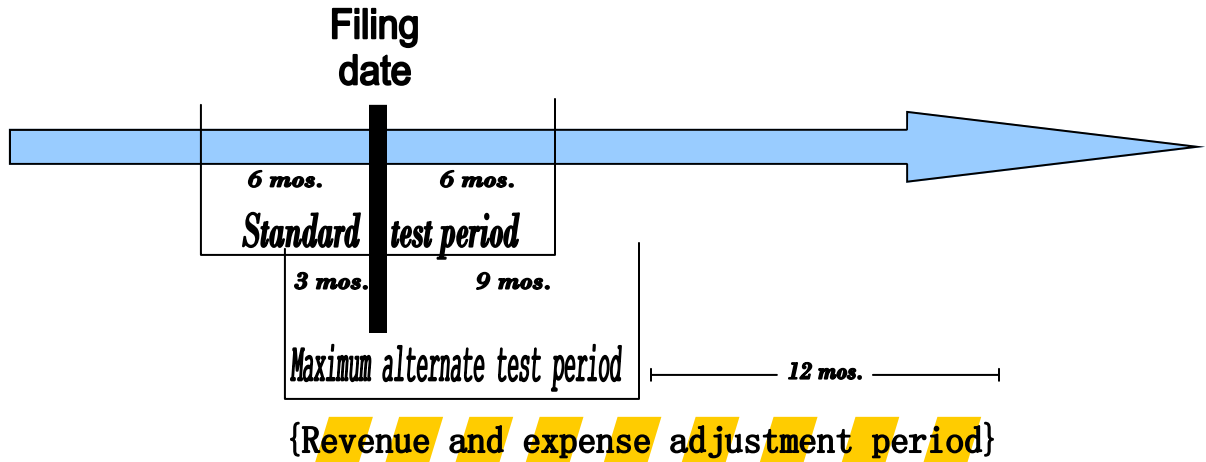 Filing
date
6 mos. 6 mos.
Standard test period
3 mos. 9 mos.
Maximum alternate test period
12 mos.
{Revenue and expense adjustment period}